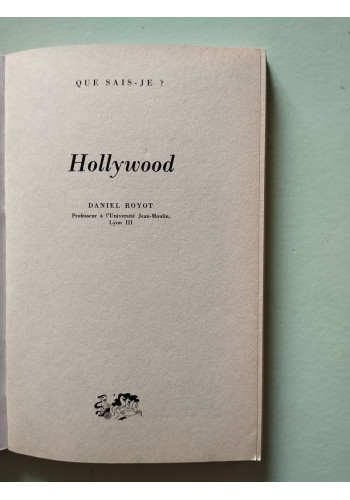 QUE SAIS-JE ?
Hollywood
DANIEL ROYOT
Professeur à l'Université Jean-Moulin,
Lyon III